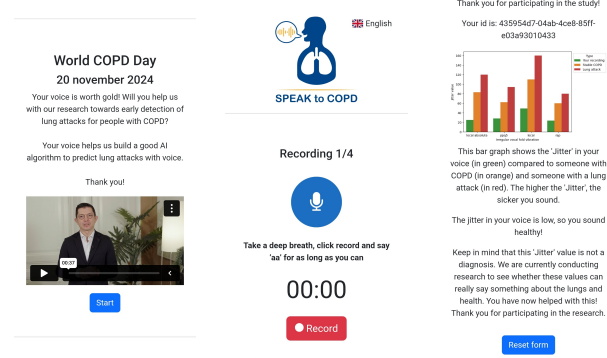 World COPD Day
20 november 2024
Your voice is worth gold! Will you help us
with our research towards early detection of
lung attacks for people with COPD?
Your voice helps us build a good AI
algorithm to predict lung attacks with voice.
Thank you!
00:37
Start
English
SPEAK to COPD
Recording 1/4
Take a deep breath, click record and say
'aa' for as long as you can
00:00
Record
Thank you for participating in the study!
Your id is: 435954d7-04ab-4ce8-85ff-
e03a93010433
Type
Your recording
Stable COPD
Lung attack
This bar graph shows the 'Jitter' in your
voice (in green) compared to someone with
COPD (in orange) and someone with a lung
attack (in red). The higher the 'Jitter', the
sicker you sound.
The jitter in your voice is low, so you sound
healthy!
Keep in mind that this 'Jitter' value is not a
diagnosis. We are currently conducting
research to see whether these values can
really say something about the lungs and
health. You have now helped with this!
Thank you for participating in the research.
Reset form